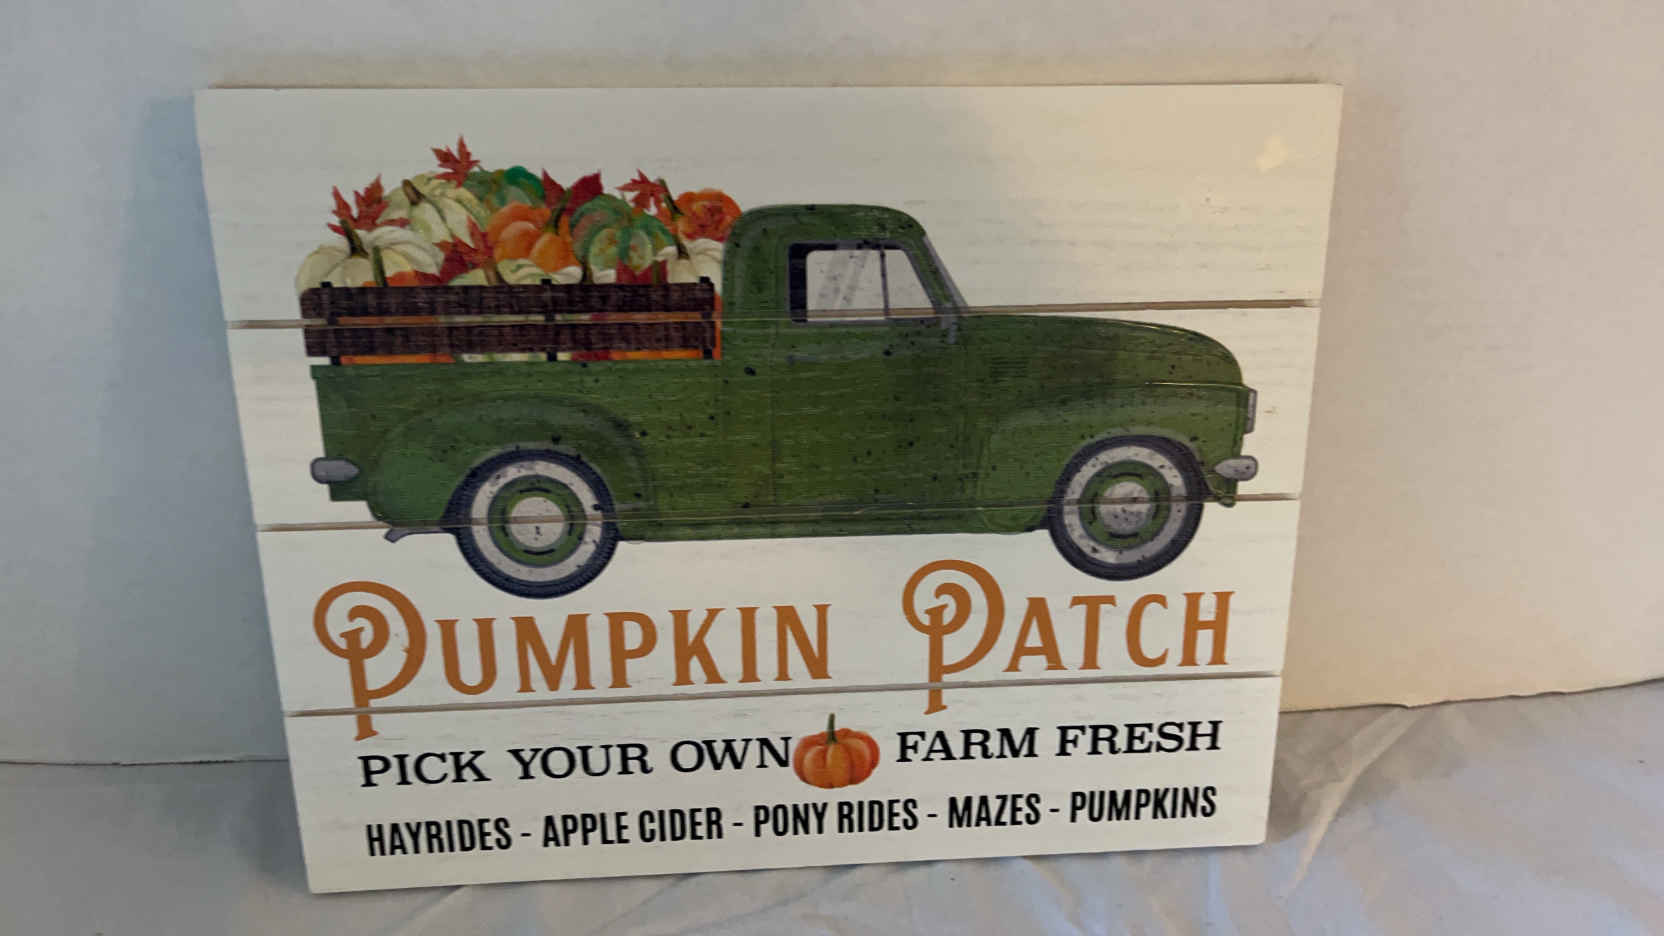 PUMPKIN PATCH
PICK YOUR OWN FARM FRESH
HAYRIDES - APPLE CIDER - PONY RIDES - MAZES - PUMPKINS